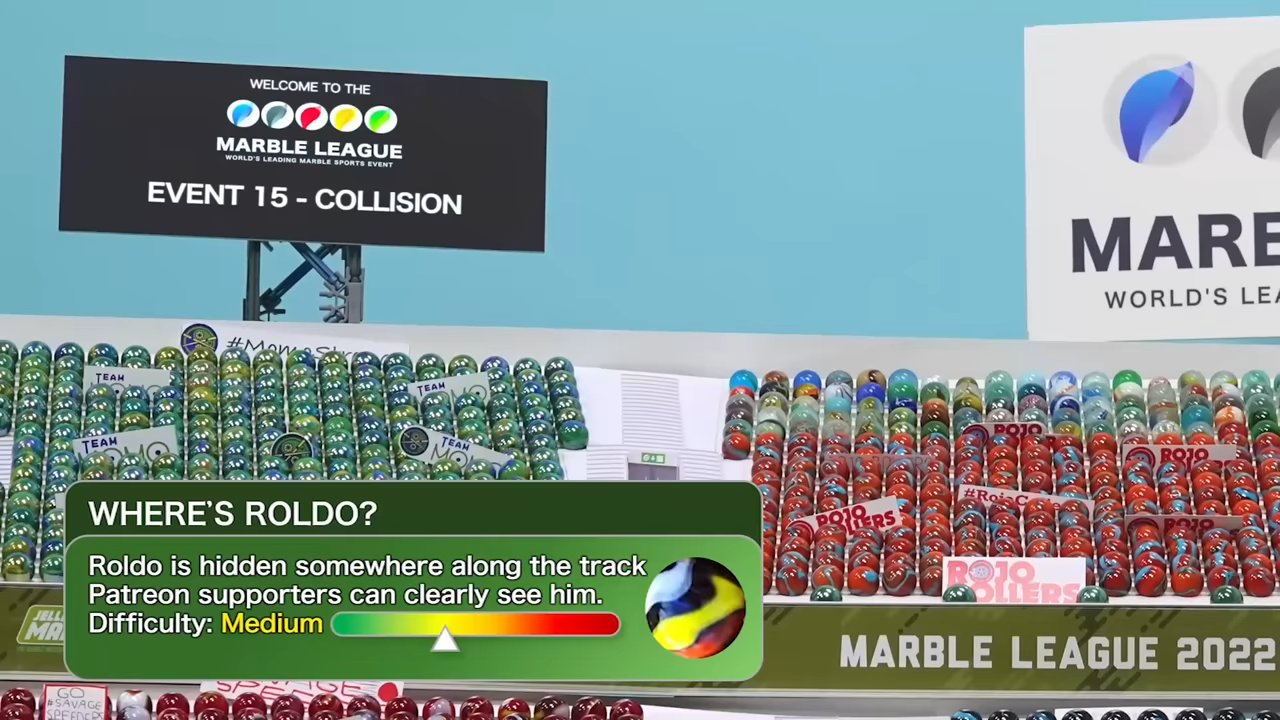 WELCOME TO THE
MARBLE LEAGUE
WORLD'S LEADING MARBLE SPORTS EVENT
EVENT 15 - COLLISION
MARB
WORLD'S LEA
TEAM
TEAM
TEAM
TEAM
ROJO
ROJO
ROJO
ROLLERS
ROJO
ROJO
ROLLERS
WHERE'S ROLDO?
Roldo is hidden somewhere along the track
Patreon supporters can clearly see him.
Difficulty: Medium
MARBLE LEAGUE 2022
GO
#SAVAGE
SPEEDERS